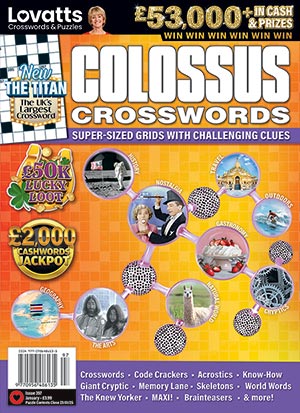 Lovatts
Crosswords & Puzzles
£53,000+ IN CASH
& PRIZES
WIN WIN WIN WIN WIN WIN
New
THE TITAN
The UK's
Largest
Crossword
COLOSSUS
CROSSWORDS
SUPER-SIZED GRIDS WITH CHALLENGING CLUES
£50K
LUCKY
LOOT
£2,000
CASHWORDS
JACKPOT
NOSTALGIA
TRAVEL
OUTDOORS
GASTRONOMY
GEOGRAPHY
THE ARTS
CRYPTICS
Crosswords • Code Crackers • Acrostics • Know-How
Giant Cryptic • Memory Lane • Skeletons • World Words
The Knew Yorker • MAXI! • Brainteasers • & more!